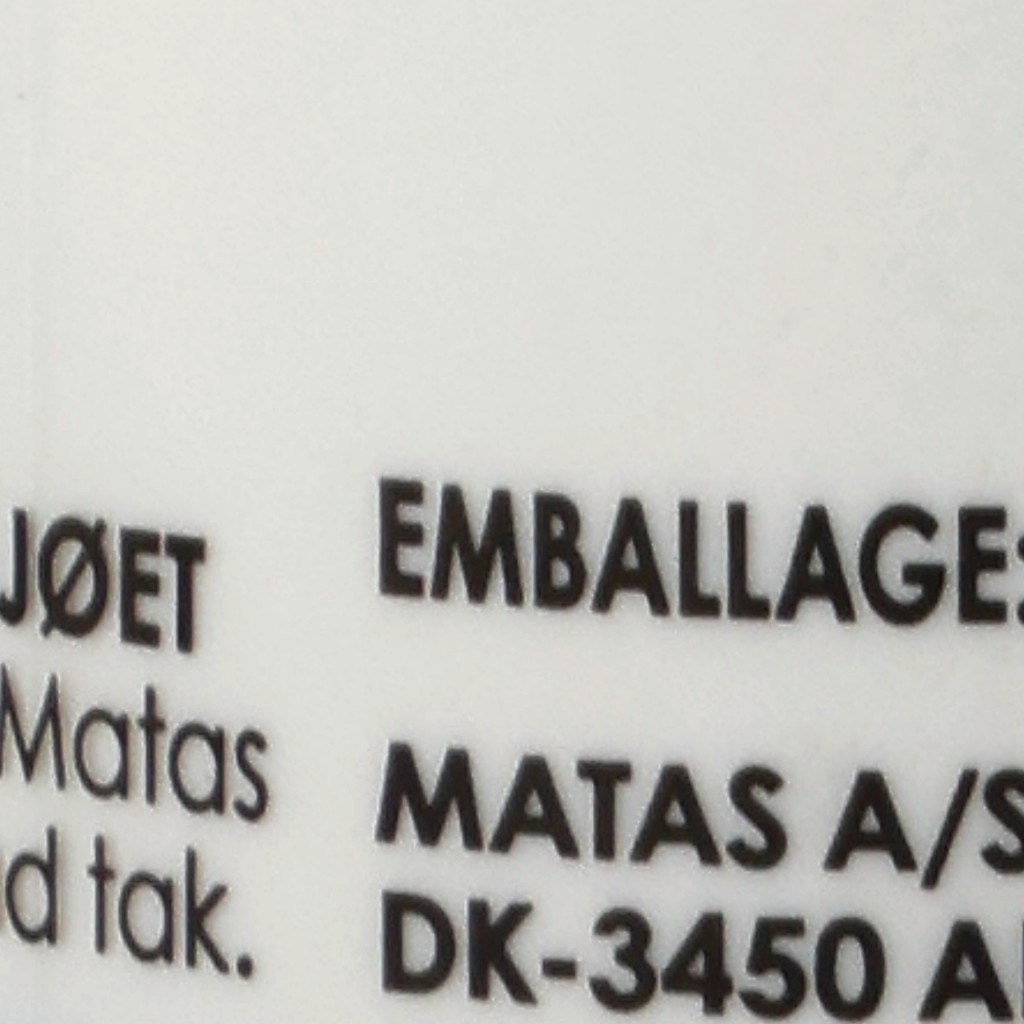 JØET
Matas
tak.
EMBALLAGE:
MATAS A/S
DK-3450